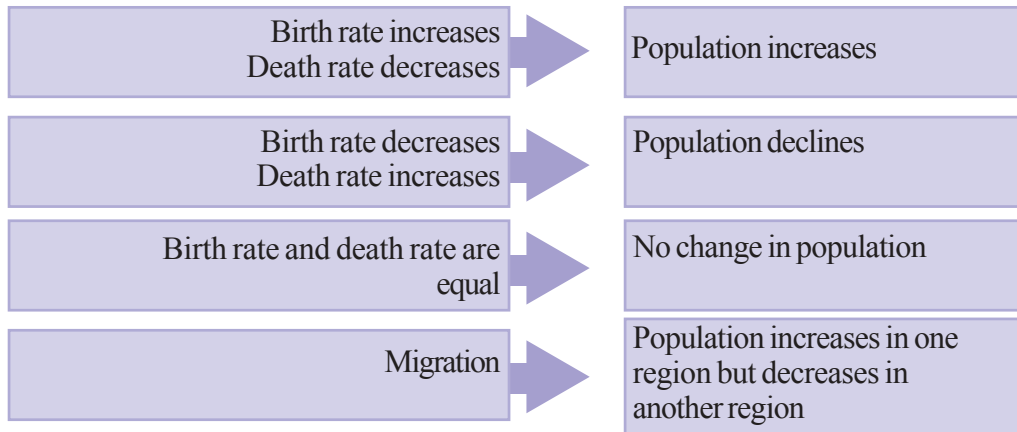 Birth rate increases
Death rate decreases
Population increases
Birth rate decreases
Death rate increases
Population declines
Birth rate and death rate are
equal
No change in population
Migration
Population increases in one
region but decreases in
another region